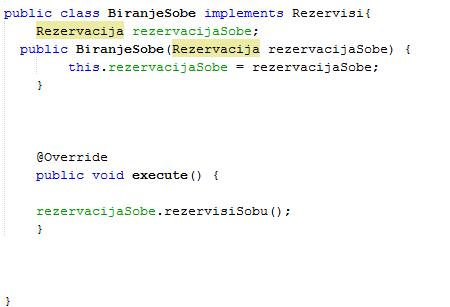 public class BiranjeSobe implements Rezervisi{
Rezervacija rezervacijaSobe;
public BiranjeSobe(Rezervacija rezervacijaSobe) {
this.rezervacijaSobe = rezervacijaSobe;
}
@Override
public void execute() {
rezervacijaSobe.rezervisiSobu();
}
}